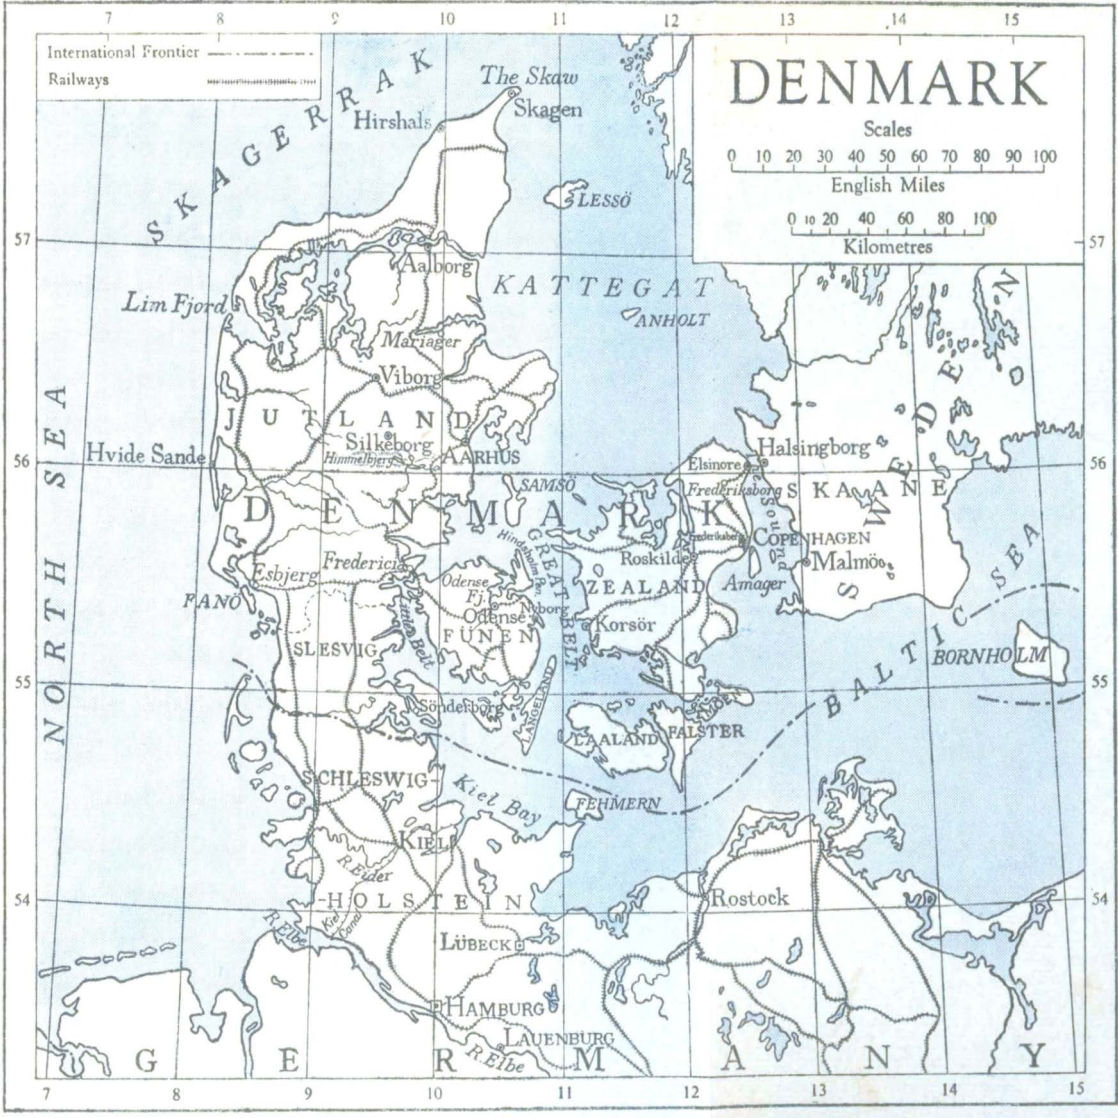 7 8 9 10 11 12 13 14 15
International Frontier
Railways
DENMARK
Scales
0 10 20 30 40 50 60 70 80 90 100
English Miles
0 10 20 40 60 80 100
Kilometres
SKAGERRAK
The Skaw
Skagen
Hirshals
LESSÖ
57
57
Aalborg
KATTEGAT
Lim Fjord
ANHOLT
Mariager
Viborg
JUTLAND
Silkeborg
Himmelbjerg
AARHUS
Hvide Sande
Halsingborg
Elsinore
56
56
NORTH SEA
SAMSÖ
Frederiksborg
SKAANE
SWEDEN
DENMARK
The Sound
Hindsholm Pen.
GREAT BELT
Frederiksberg
COPENHAGEN
Roskilde
Malmö
Fredericia
Esbjerg
Odense Fj.
ZEALAND
Amager
FANÖ
Nyborg
Odense
Little Belt
FÜNEN
Korsör
BALTIC SEA
SLESVIG
BORNHOLM
55
55
Sönderborg
LANGELAND
MOEN
LAALAND
FALSTER
SCHLESWIG-
Kiel Bay
FEHMERN
KIEL
R. Eider
-HOLSTEIN
54
54
Rostock
Kiel Canal
R. Elbe
LÜBECK
HAMBURG
LAUENBURG
R. Elbe
GERMANY
7 8 9 10 11 12 13 14 15